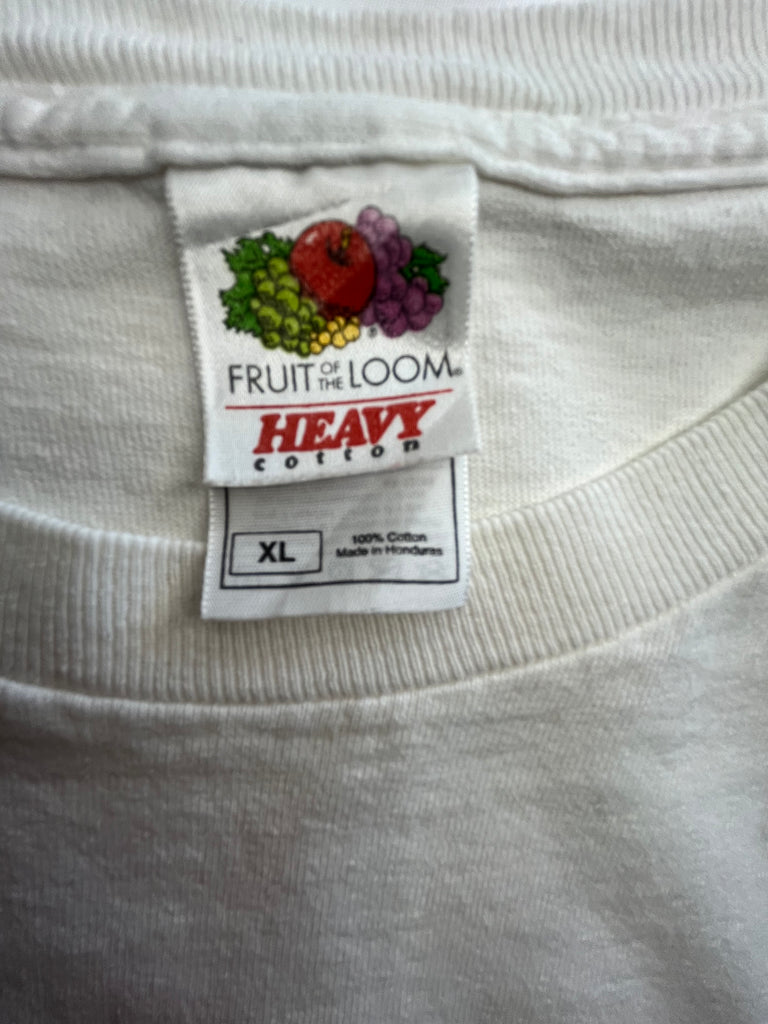 FRUIT OF THE LOOM®
HEAVY
cotton
XL
100% Cotton
Made in Honduras